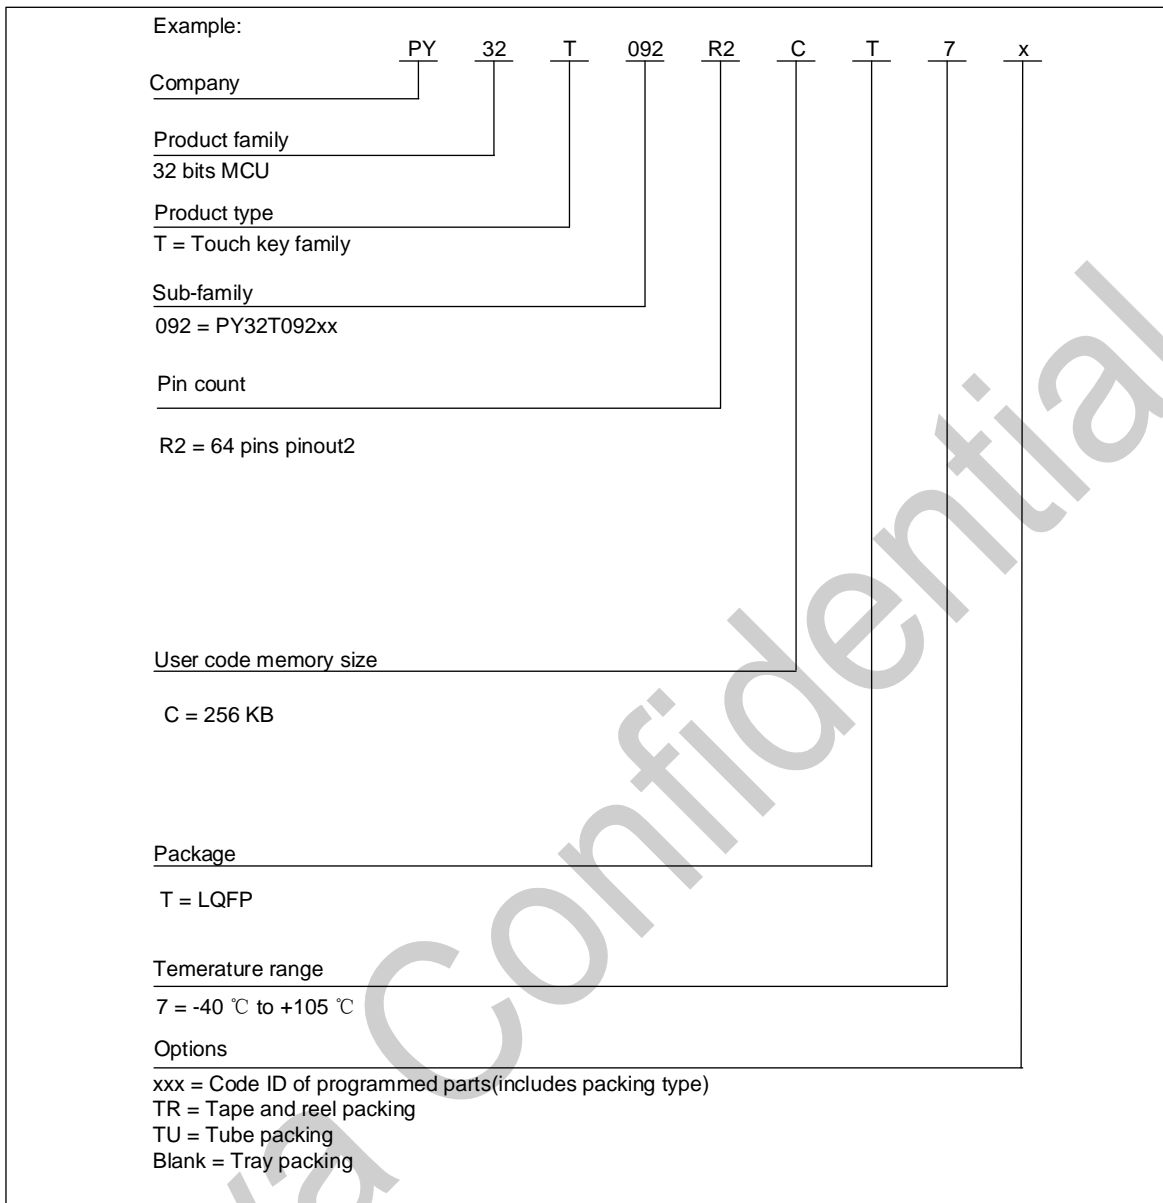 Example:
PY 32 T 092 R2 C T 7 x
Company
Product family
32 bits MCU
Product type
T = Touch key family
Sub-family
092 = PY32T092xx
Pin count
R2 = 64 pins pinout2
User code memory size
C = 256 KB
Package
T = LQFP
Temerature range
7 = -40 ℃ to +105 ℃
Options
xxx = Code ID of programmed parts(includes packing type)
TR = Tape and reel packing
TU = Tube packing
Blank = Tray packing
Confidential